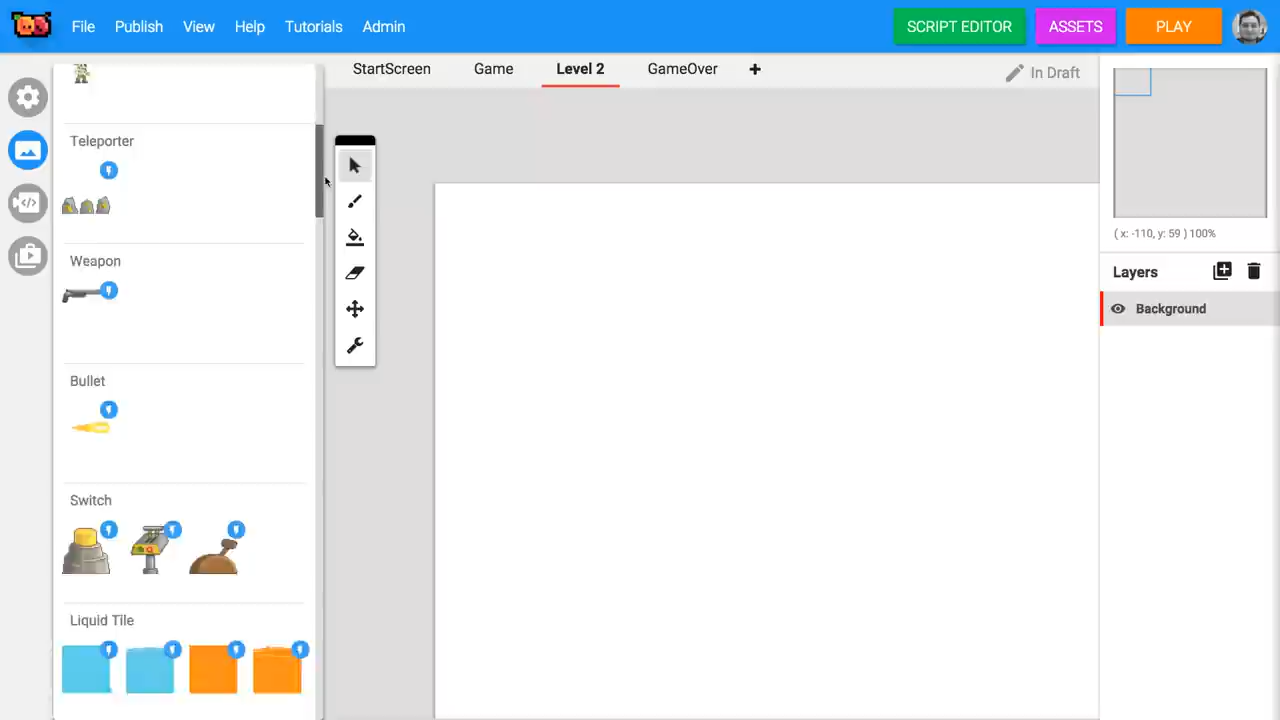 File Publish View Help Tutorials Admin SCRIPT EDITOR ASSETS PLAY
StartScreen Game Level 2 GameOver + In Draft
Teleporter
Weapon
Bullet
Switch
Liquid Tile
( x: -110, y: 59 ) 100%
Layers
Background